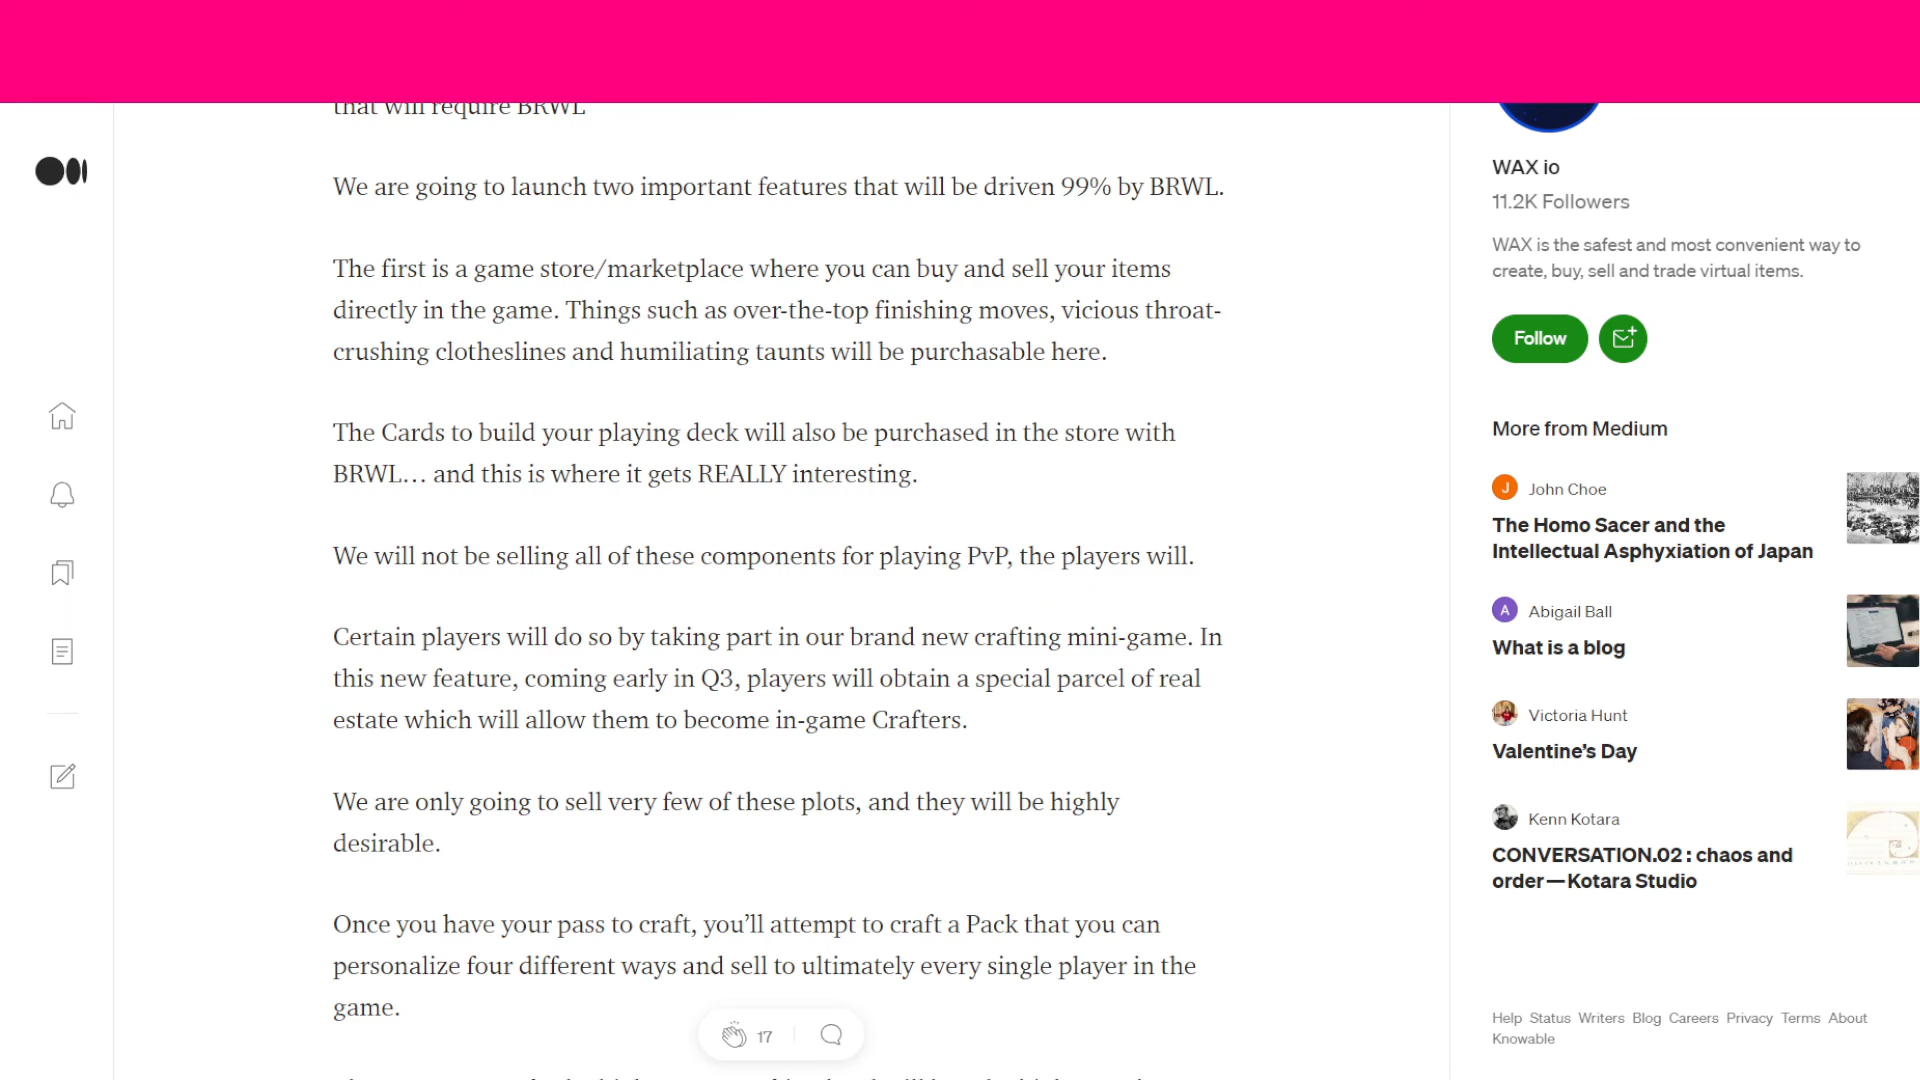 that will require BRWL
We are going to launch two important features that will be driven 99% by BRWL.
The first is a game store/marketplace where you can buy and sell your items
directly in the game. Things such as over-the-top finishing moves, vicious throat-
crushing clotheslines and humiliating taunts will be purchasable here.
The Cards to build your playing deck will also be purchased in the store with
BRWL… and this is where it gets REALLY interesting.
We will not be selling all of these components for playing PvP, the players will.
Certain players will do so by taking part in our brand new crafting mini-game. In
this new feature, coming early in Q3, players will obtain a special parcel of real
estate which will allow them to become in-game Crafters.
We are only going to sell very few of these plots, and they will be highly
desirable.
Once you have your pass to craft, you’ll attempt to craft a Pack that you can
personalize four different ways and sell to ultimately every single player in the
game.
17
WAX io
11.2K Followers
WAX is the safest and most convenient way to
create, buy, sell and trade virtual items.
Follow
More from Medium
J John Choe
The Homo Sacer and the
Intellectual Asphyxiation of Japan
A Abigail Ball
What is a blog
Victoria Hunt
Valentine’s Day
Kenn Kotara
CONVERSATION.02 : chaos and
order — Kotara Studio
Help Status Writers Blog Careers Privacy Terms About
Knowable